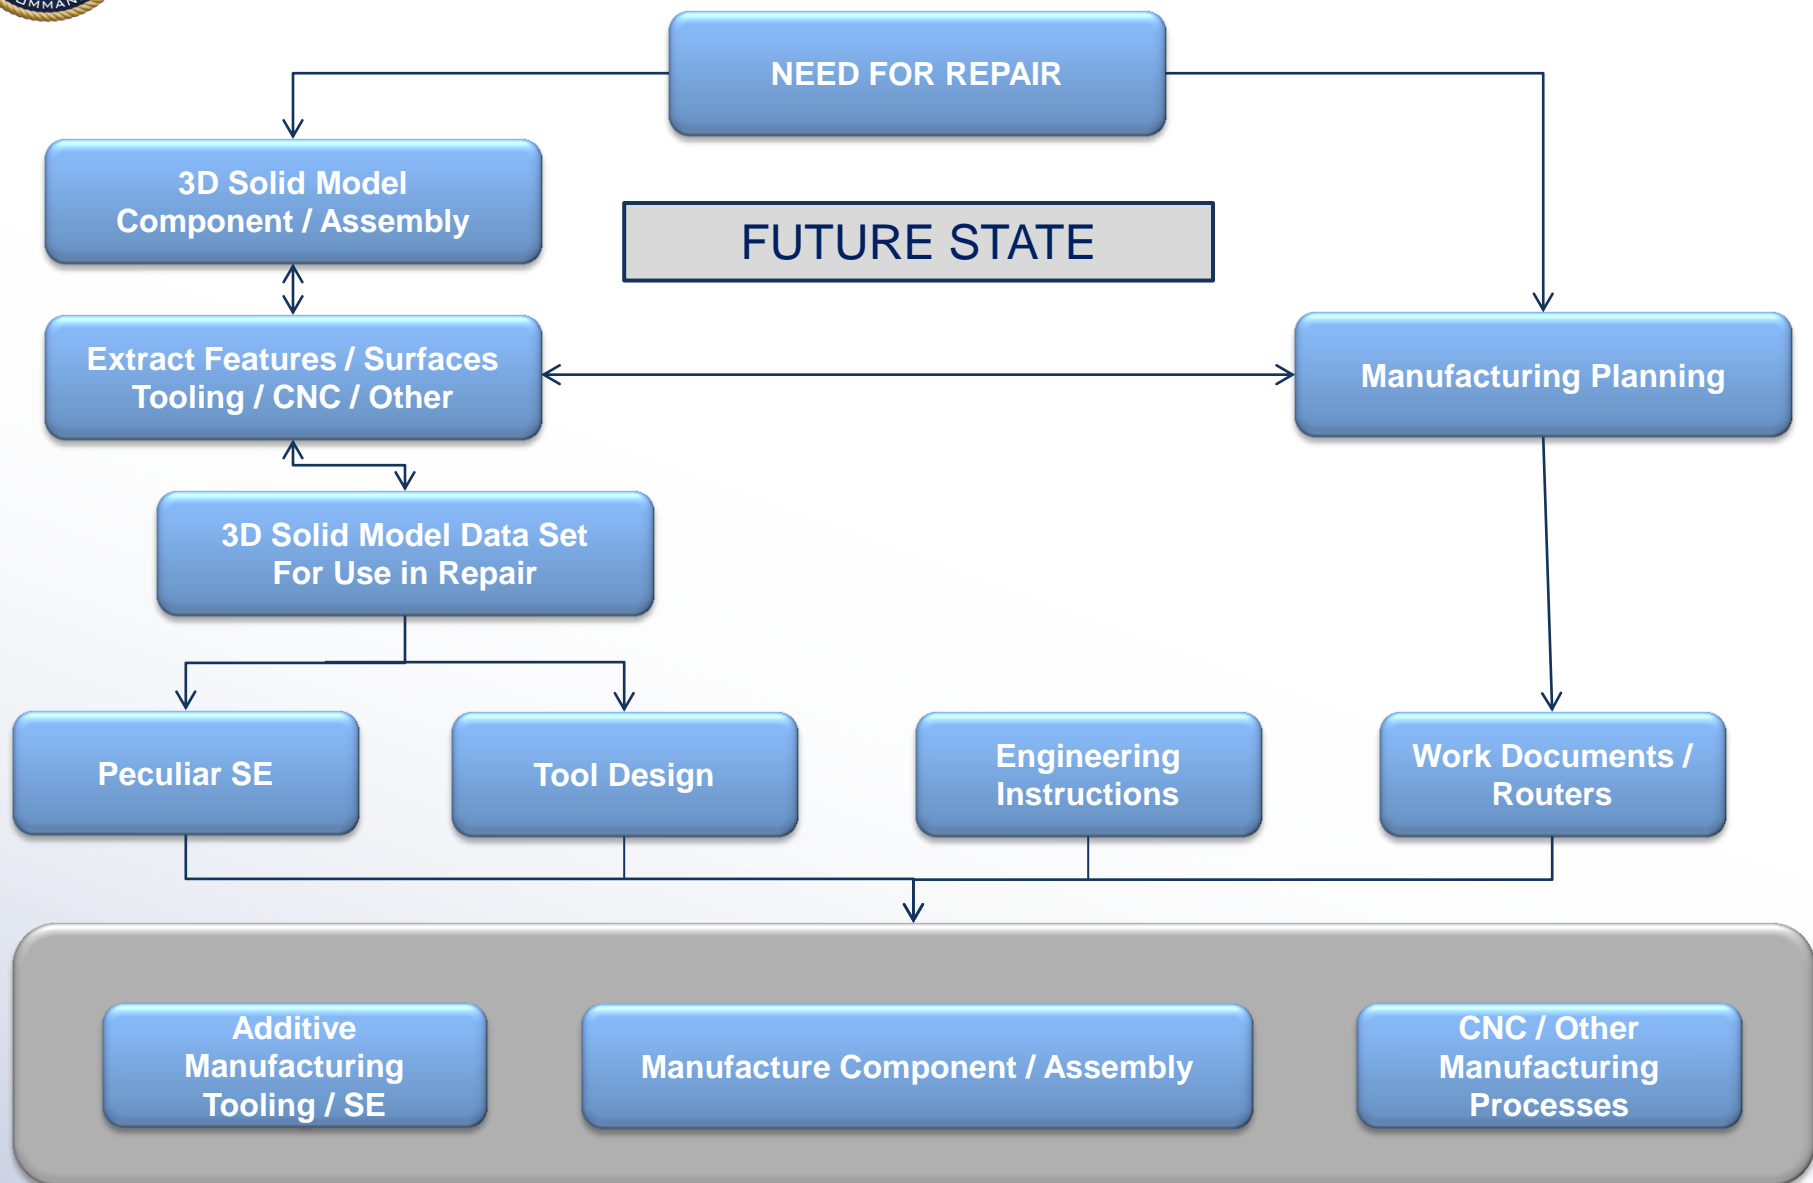 NEED FOR REPAIR
3D Solid Model
Component / Assembly
FUTURE STATE
Extract Features / Surfaces
Tooling / CNC / Other
Manufacturing Planning
3D Solid Model Data Set
For Use in Repair
Peculiar SE
Tool Design
Engineering
Instructions
Work Documents /
Routers
Additive
Manufacturing
Tooling / SE
Manufacture Component / Assembly
CNC / Other
Manufacturing
Processes